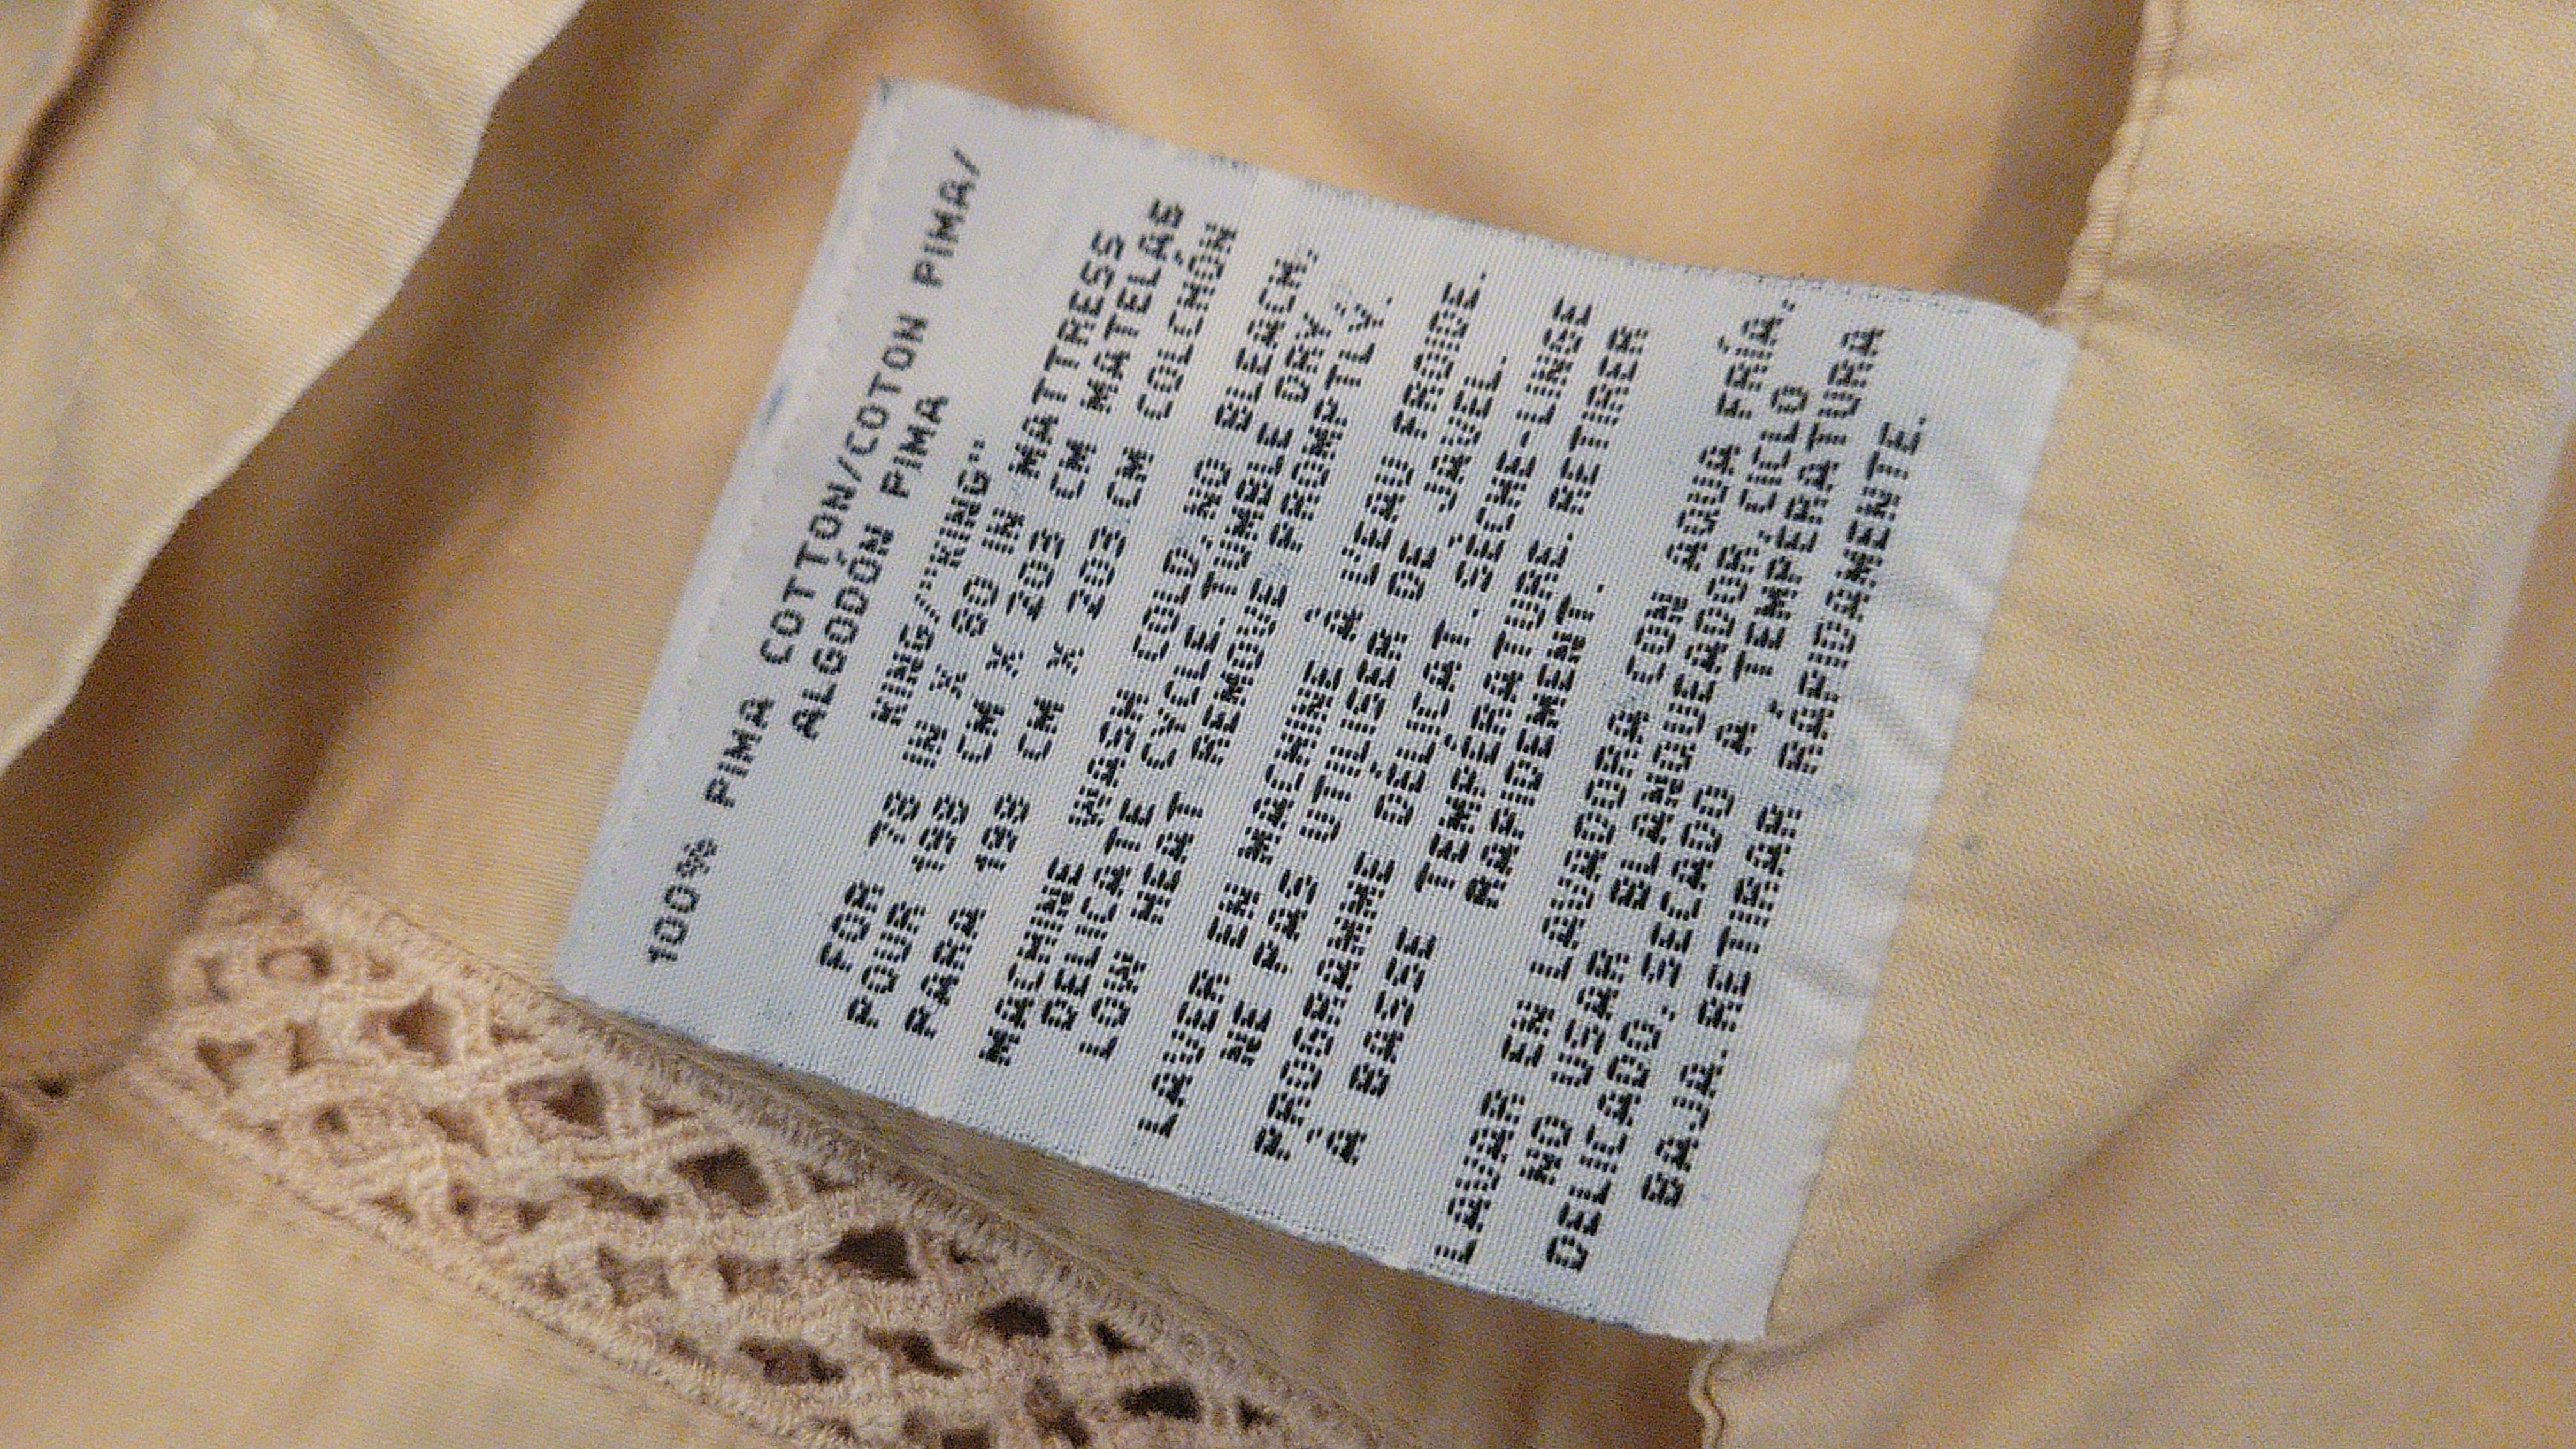 100% PIMA COTTON/COTON PIMA/
ALGODÓN PIMA
KING/"KING"
FOR 78 IN X 80 IN MATTRESS
POUR 198 CM X 203 CM MATELAS
PARA 198 CM X 203 CM COLCHÓN
MACHINE WASH COLD,NO BLEACH,
DELICATE CYCLE.TUMBLE DRY,
LOW HEAT REMOVE PROMPTLY.
LAVER EN MACHINE À L'EAU FROIDE.
NE PAS UTILISER DE JAVEL.
PROGRAMME DÉLICAT. SÈCHE-LINGE
À BASSE TEMPÉRATURE. RETIRER
RAPIDEMENT.
LAVAR EN LAVADORA CON AGUA FRÍA,
NO USAR BLANQUEADOR,CICLO
DELICADO,SECADO A TEMPERATURA
BAJA.RETIRAR RÁPIDAMENTE.